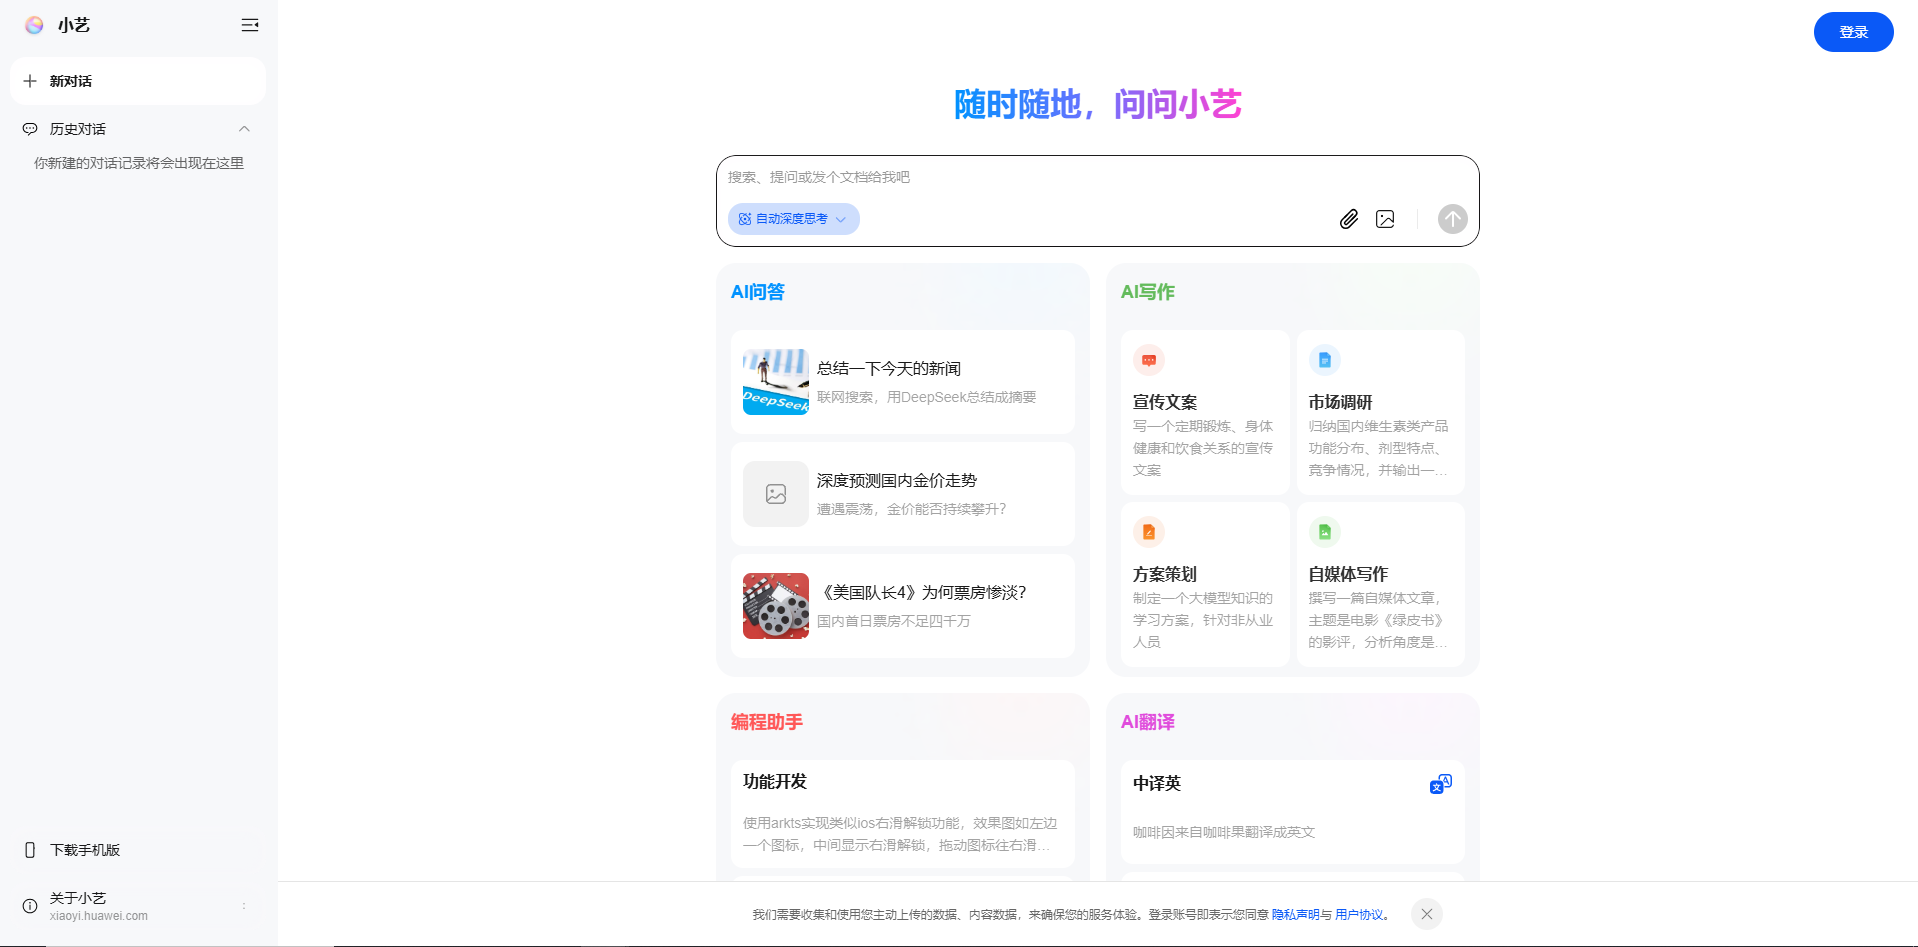 小艺
新对话
历史对话
你新建的对话记录将会出现在这里
下载手机版
关于小艺
xiaoyi.huawei.com
登录
随时随地，问问小艺
搜索、提问或发个文档给我吧
自动深度思考
AI问答
总结一下今天的新闻
联网搜索，用DeepSeek总结成摘要
DeepSeek
深度预测国内金价走势
遭遇震荡，金价能否持续攀升？
《美国队长4》为何票房惨淡？
国内首日票房不足四千万
AI写作
宣传文案
写一个定期锻炼、身体
健康和饮食关系的宣传
文案
市场调研
归纳国内维生素类产品
功能分布、剂型特点、
竞争情况，并输出一...
方案策划
制定一个大模型知识的
学习方案，针对非从业
人员
自媒体写作
撰写一篇自媒体文章，
主题是电影《绿皮书》
的影评，分析角度是...
编程助手
功能开发
使用arkts实现类似ios右滑解锁功能，效果图如左边
一个图标，中间显示右滑解锁，拖动图标往右滑...
AI翻译
中译英
咖啡因来自咖啡果翻译成英文
我们需要收集和使用您主动上传的数据、内容数据，来确保您的服务体验。登录账号即表示您同意 隐私声明与 用户协议。